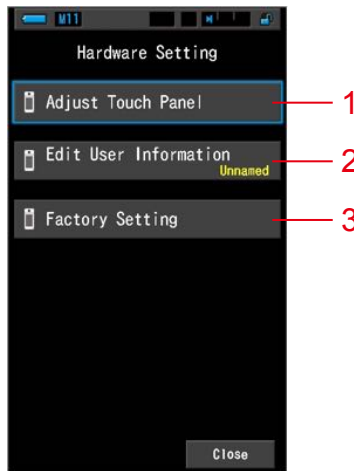 M11
Hardware Setting
Adjust Touch Panel
1
Edit User Information
Unnamed
2
Factory Setting
3
Close